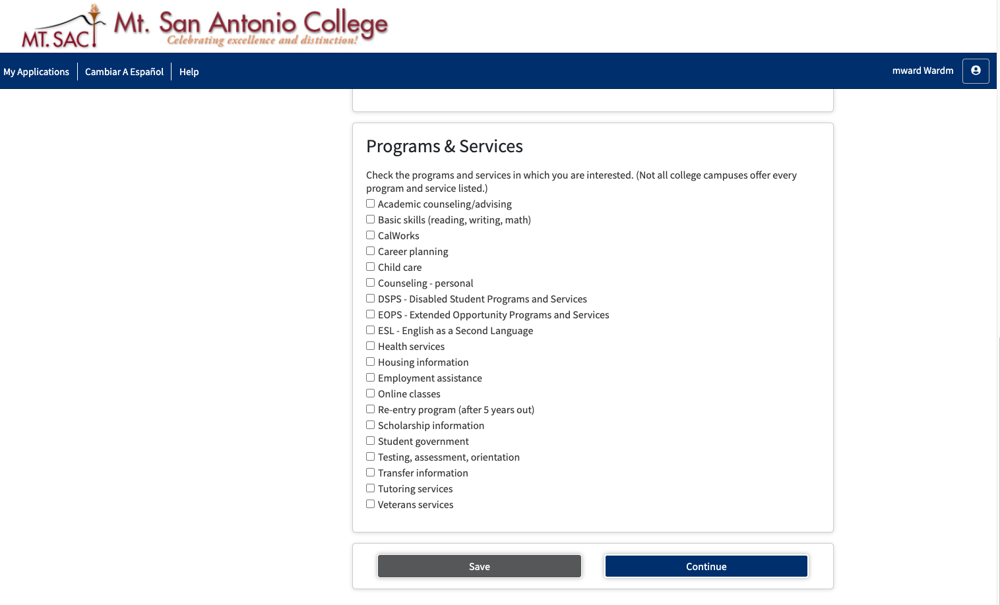 MT. SAC
Mt. San Antonio College
Celebrating excellence and distinction!
My Applications
Cambiar A Español
Help
mward Wardm
Programs & Services
Check the programs and services in which you are interested. (Not all college campuses offer every
program and service listed.)
Academic counseling/advising
Basic skills (reading, writing, math)
CalWorks
Career planning
Child care
Counseling - personal
DSPS - Disabled Student Programs and Services
EOPS - Extended Opportunity Programs and Services
ESL - English as a Second Language
Health services
Housing information
Employment assistance
Online classes
Re-entry program (after 5 years out)
Scholarship information
Student government
Testing, assessment, orientation
Transfer information
Tutoring services
Veterans services
Save
Continue